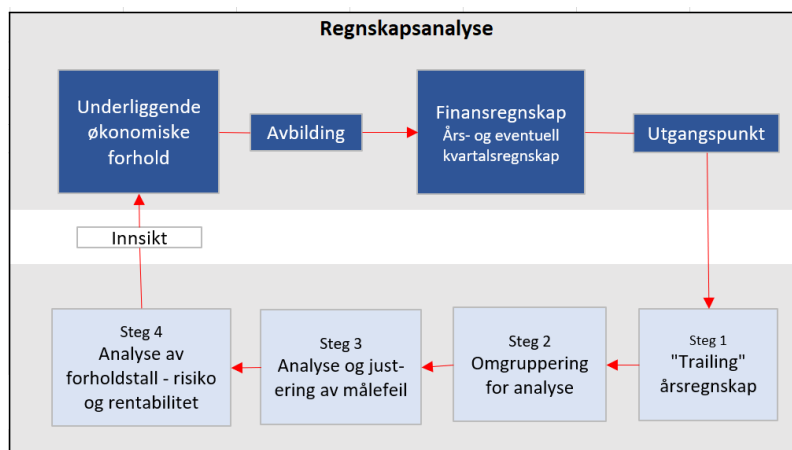 Regnskapsanalyse
Underliggende
økonomiske
forhold
Avbilding
Finansregnskap
Års- og eventuell
kvartalsregnskap
Utgangspunkt
Innsikt
Steg 4
Analyse av
forholdstall - risiko
og rentabilitet
Steg 3
Analyse og just-
ering av målefeil
Steg 2
Omgruppering
for analyse
Steg 1
"Trailing"
årsregnskap